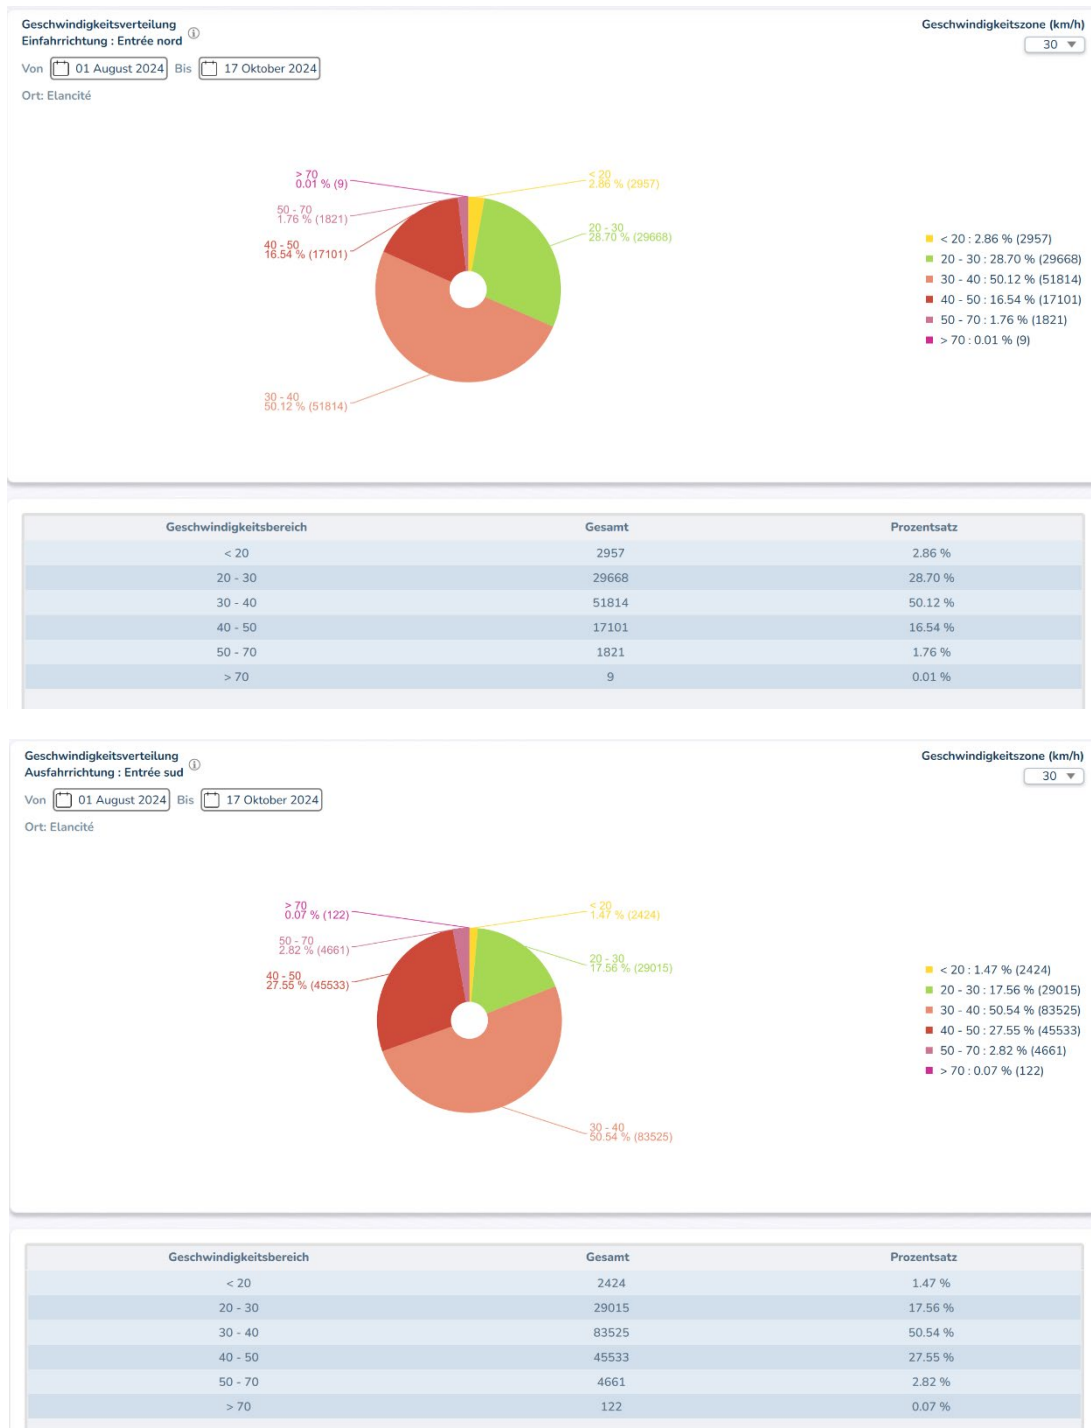 Geschwindigkeitsverteilung
Einfahrrichtung : Entrée nord
Geschwindigkeitszone (km/h)
30
Von 01 August 2024 Bis 17 Oktober 2024
Ort: Elancité
> 70
0.01 % (9)
< 20
2.86 % (2957)
50 - 70
1.76 % (1821)
20 - 30
28.70 % (29668)
40 - 50
16.54 % (17101)
30 - 40
50.12 % (51814)
< 20 : 2.86 % (2957)
20 - 30 : 28.70 % (29668)
30 - 40 : 50.12 % (51814)
40 - 50 : 16.54 % (17101)
50 - 70 : 1.76 % (1821)
> 70 : 0.01 % (9)
Geschwindigkeitsbereich Gesamt Prozentsatz
< 20 2957 2.86 %
20 - 30 29668 28.70 %
30 - 40 51814 50.12 %
40 - 50 17101 16.54 %
50 - 70 1821 1.76 %
> 70 9 0.01 %
Geschwindigkeitsverteilung
Ausfahrrichtung : Entrée sud
Geschwindigkeitszone (km/h)
30
Von 01 August 2024 Bis 17 Oktober 2024
Ort: Elancité
> 70
0.07 % (122)
< 20
1.47 % (2424)
50 - 70
2.82 % (4661)
20 - 30
17.56 % (29015)
40 - 50
27.55 % (45533)
30 - 40
50.54 % (83525)
< 20 : 1.47 % (2424)
20 - 30 : 17.56 % (29015)
30 - 40 : 50.54 % (83525)
40 - 50 : 27.55 % (45533)
50 - 70 : 2.82 % (4661)
> 70 : 0.07 % (122)
Geschwindigkeitsbereich Gesamt Prozentsatz
< 20 2424 1.47 %
20 - 30 29015 17.56 %
30 - 40 83525 50.54 %
40 - 50 45533 27.55 %
50 - 70 4661 2.82 %
> 70 122 0.07 %